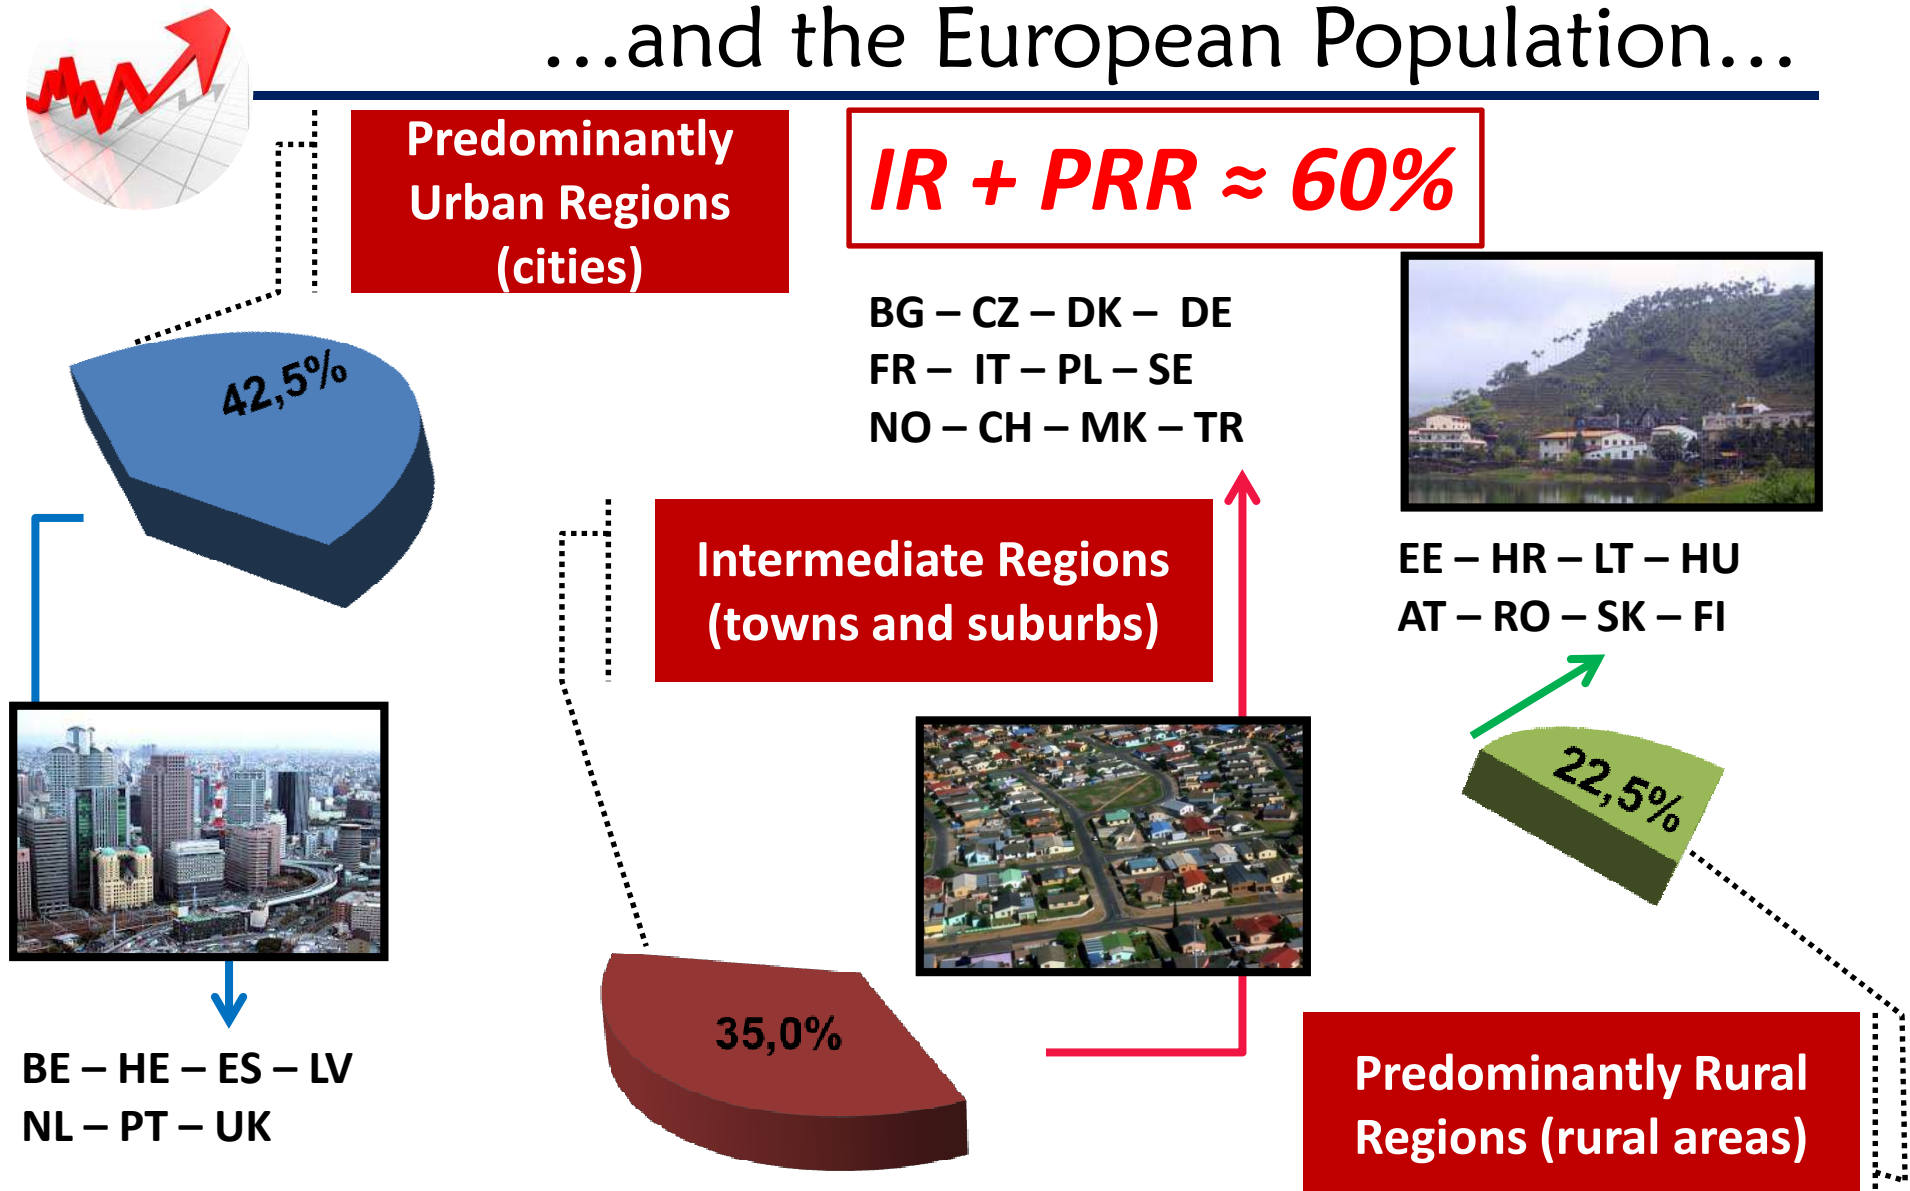 …and the European Population…
Predominantly
Urban Regions
(cities)
IR + PRR ≈ 60%
42,5%
BG – CZ – DK – DE
FR – IT – PL – SE
NO – CH – MK – TR
Intermediate Regions
(towns and suburbs)
EE – HR – LT – HU
AT – RO – SK – FI
22,5%
35,0%
BE – HE – ES – LV
NL – PT – UK
Predominantly Rural
Regions (rural areas)